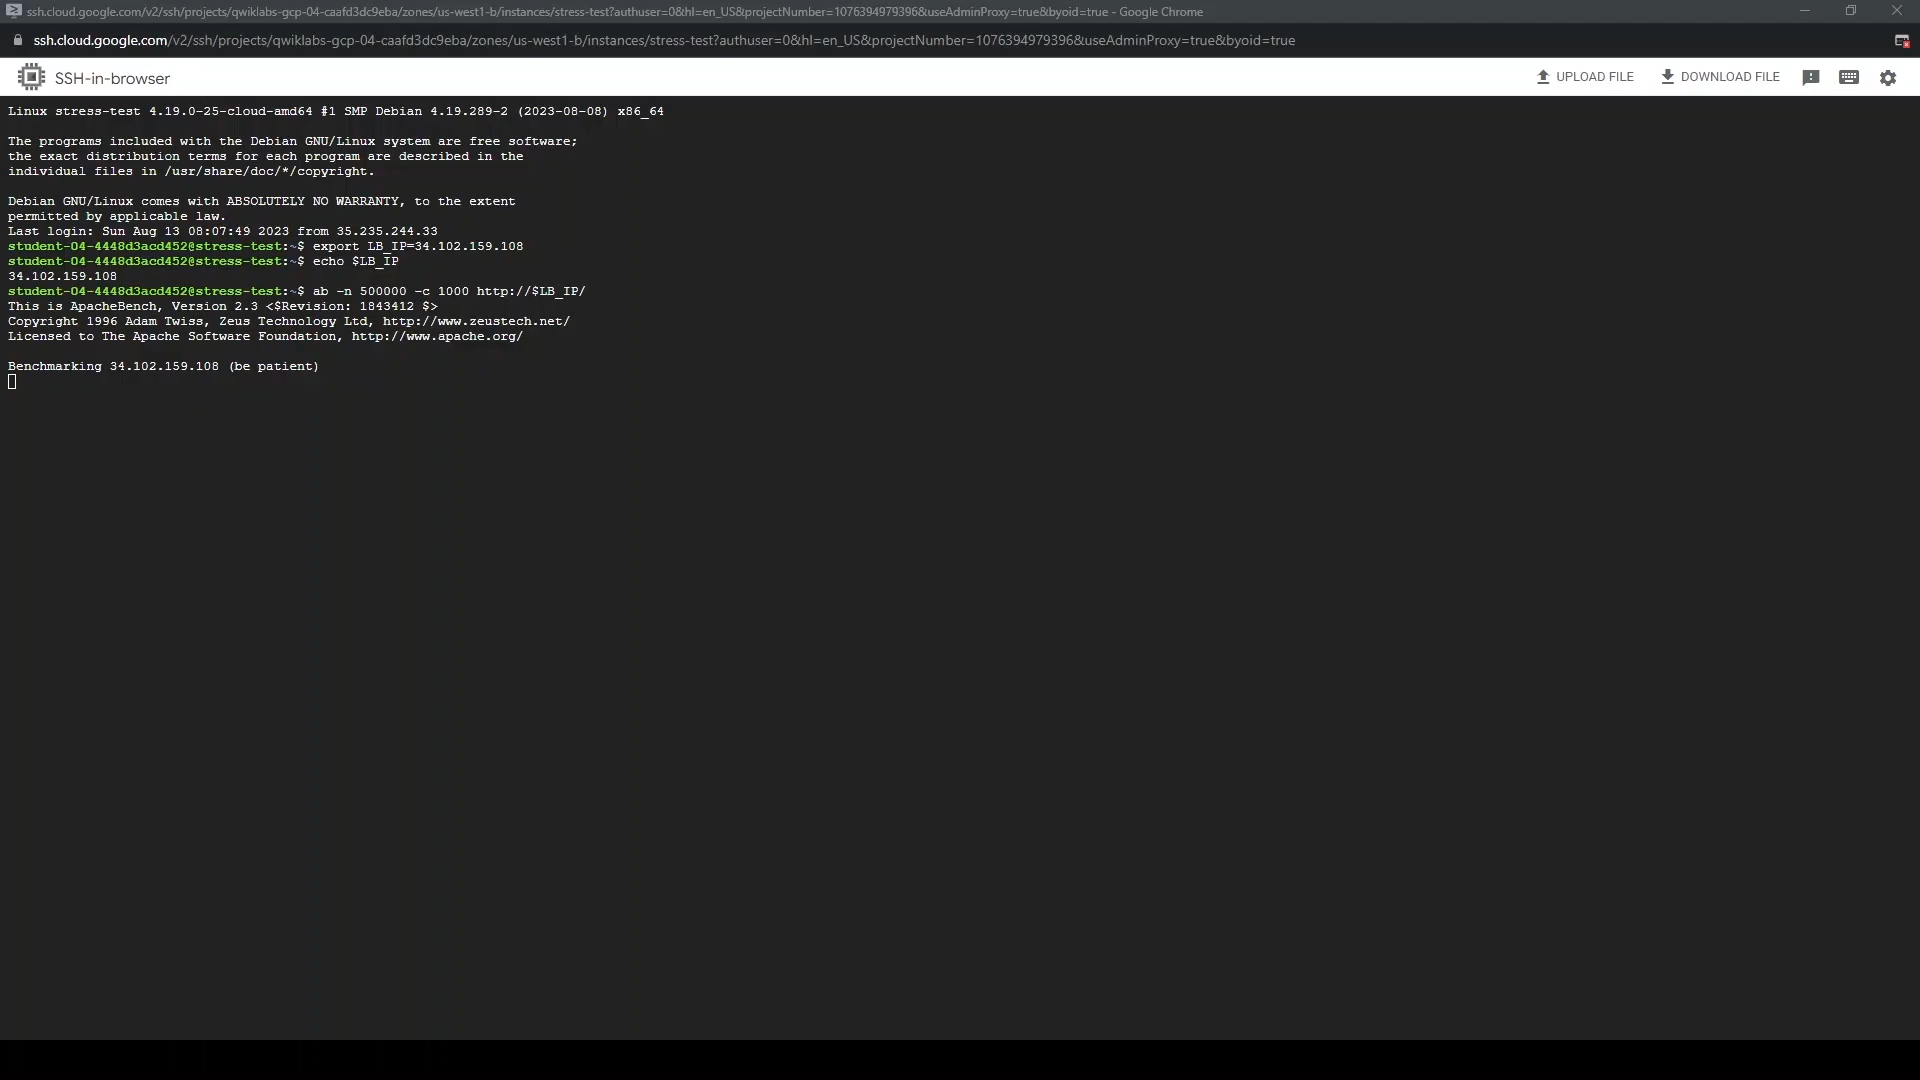 ssh.cloud.google.com/v2/ssh/projects/qwiklabs-gcp-04-caafd3dc9eba/zones/us-west1-b/instances/stress-test?authuser=0&hl=en_US&projectNumber=1076394979396&useAdminProxy=true&byoid=true - Google Chrome
ssh.cloud.google.com/v2/ssh/projects/qwiklabs-gcp-04-caafd3dc9eba/zones/us-west1-b/instances/stress-test?authuser=0&hl=en_US&projectNumber=1076394979396&useAdminProxy=true&byoid=true
SSH-in-browser UPLOAD FILE DOWNLOAD FILE
Linux stress-test 4.19.0-25-cloud-amd64 #1 SMP Debian 4.19.289-2 (2023-08-08) x86_64
The programs included with the Debian GNU/Linux system are free software;
the exact distribution terms for each program are described in the
individual files in /usr/share/doc/*/copyright.
Debian GNU/Linux comes with ABSOLUTELY NO WARRANTY, to the extent
permitted by applicable law.
Last login: Sun Aug 13 08:07:49 2023 from 35.235.244.33
student-04-4448d3acd452@stress-test:~$ export LB_IP=34.102.159.108
student-04-4448d3acd452@stress-test:~$ echo $LB_IP
34.102.159.108
student-04-4448d3acd452@stress-test:~$ ab -n 500000 -c 1000 http://$LB_IP/
This is ApacheBench, Version 2.3 <$Revision: 1843412 $>
Copyright 1996 Adam Twiss, Zeus Technology Ltd, http://www.zeustech.net/
Licensed to The Apache Software Foundation, http://www.apache.org/
Benchmarking 34.102.159.108 (be patient)